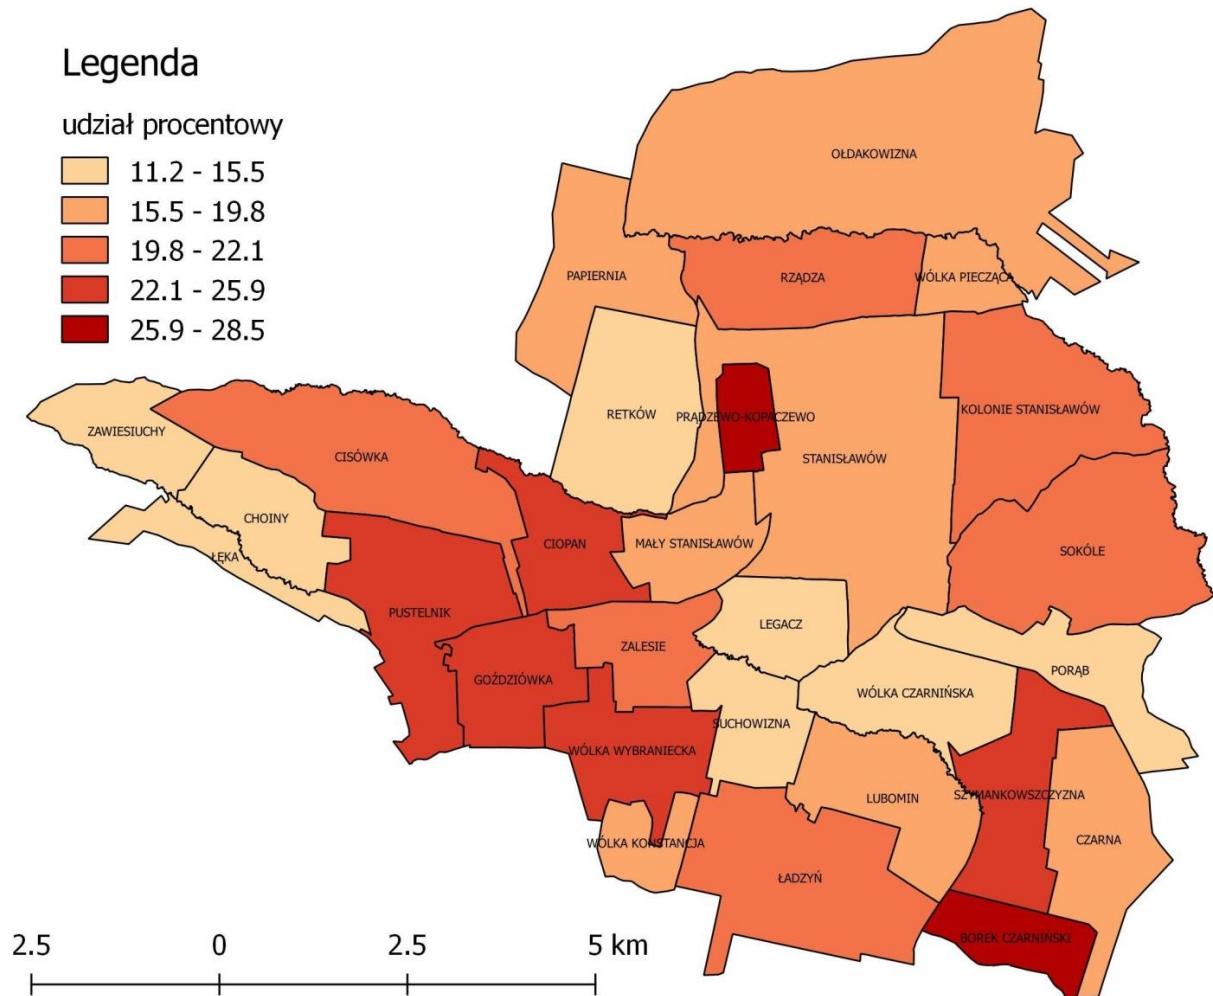 Legenda
udział procentowy
11.2 - 15.5
15.5 - 19.8
19.8 - 22.1
22.1 - 25.9
25.9 - 28.5
OŁDAKOWIZNA
PAPIERNIA
RZĄDZA
WÓLKA PIECZĄCA
RETKÓW
PRĄDZEWO-KOPACZEWO
KOLONIE STANISŁAWÓW
ZAWIESIUCHY
CISÓWKA
STANISŁAWÓW
CHOINY
ŁĘKA
CIOPAN
MAŁY STANISŁAWÓW
SOKÓLE
PUSTELNIK
LEGACZ
ZALESIE
PORĄB
GOŹDZIÓWKA
WÓLKA CZARNIŃSKA
SUCHOWIZNA
WÓLKA WYBRANIECKA
LUBOMIN
SZYMANKOWSZCZYZNA
WÓLKA KONSTANCJA
CZARNA
ŁADZYŃ
BOREK CZARNIŃSKI
2.5 0 2.5 5 km